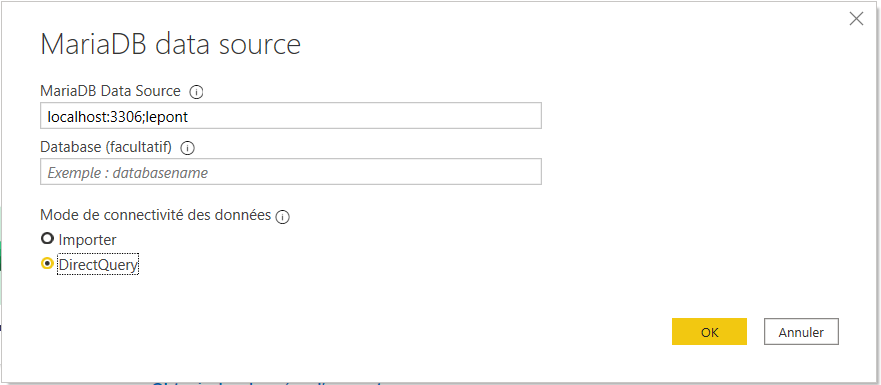 MariaDB data source
MariaDB Data Source
localhost:3306;lepont
Database (facultatif)
Exemple : databasename
Mode de connectivité des données
Importer
DirectQuery
OK
Annuler